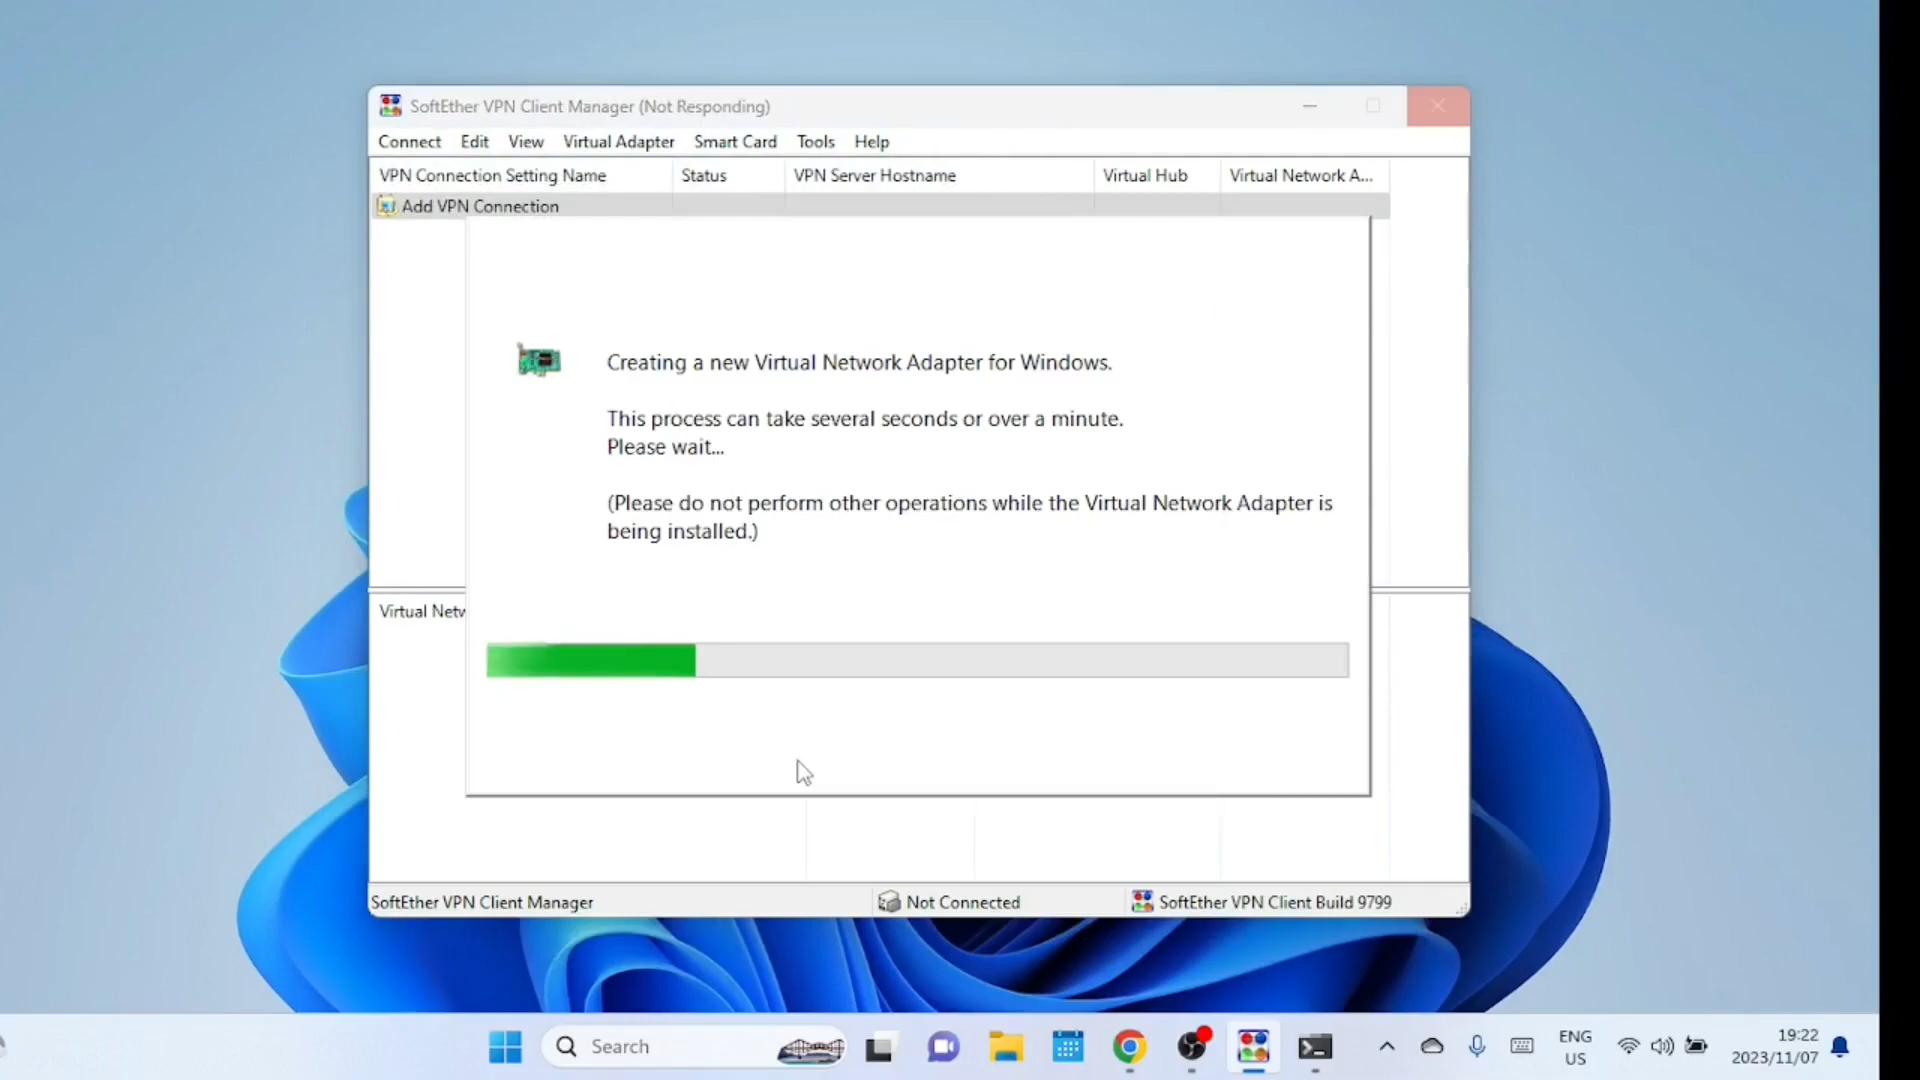 SoftEther VPN Client Manager (Not Responding)
Connect Edit View Virtual Adapter Smart Card Tools Help
VPN Connection Setting Name Status VPN Server Hostname Virtual Hub Virtual Network A...
Add VPN Connection
Creating a new Virtual Network Adapter for Windows.
This process can take several seconds or over a minute.
Please wait...
(Please do not perform other operations while the Virtual Network Adapter is
being installed.)
Virtual Netw
SoftEther VPN Client Manager Not Connected SoftEther VPN Client Build 9799
Search
ENG
US
19:22
2023/11/07